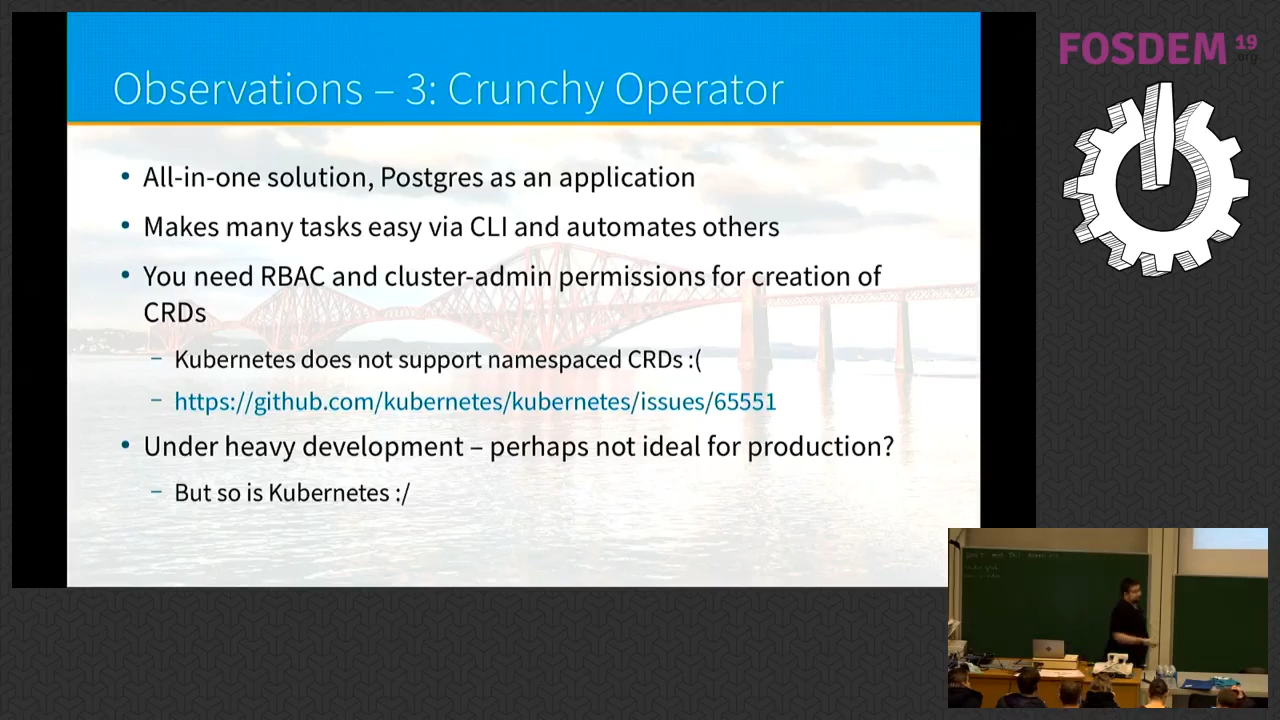 Observations – 3: Crunchy Operator
FOSDEM 19
.org
• All-in-one solution, Postgres as an application
• Makes many tasks easy via CLI and automates others
• You need RBAC and cluster-admin permissions for creation of
CRDs
– Kubernetes does not support namespaced CRDs :(
– https://github.com/kubernetes/kubernetes/issues/65551
• Under heavy development – perhaps not ideal for production?
– But so is Kubernetes :/